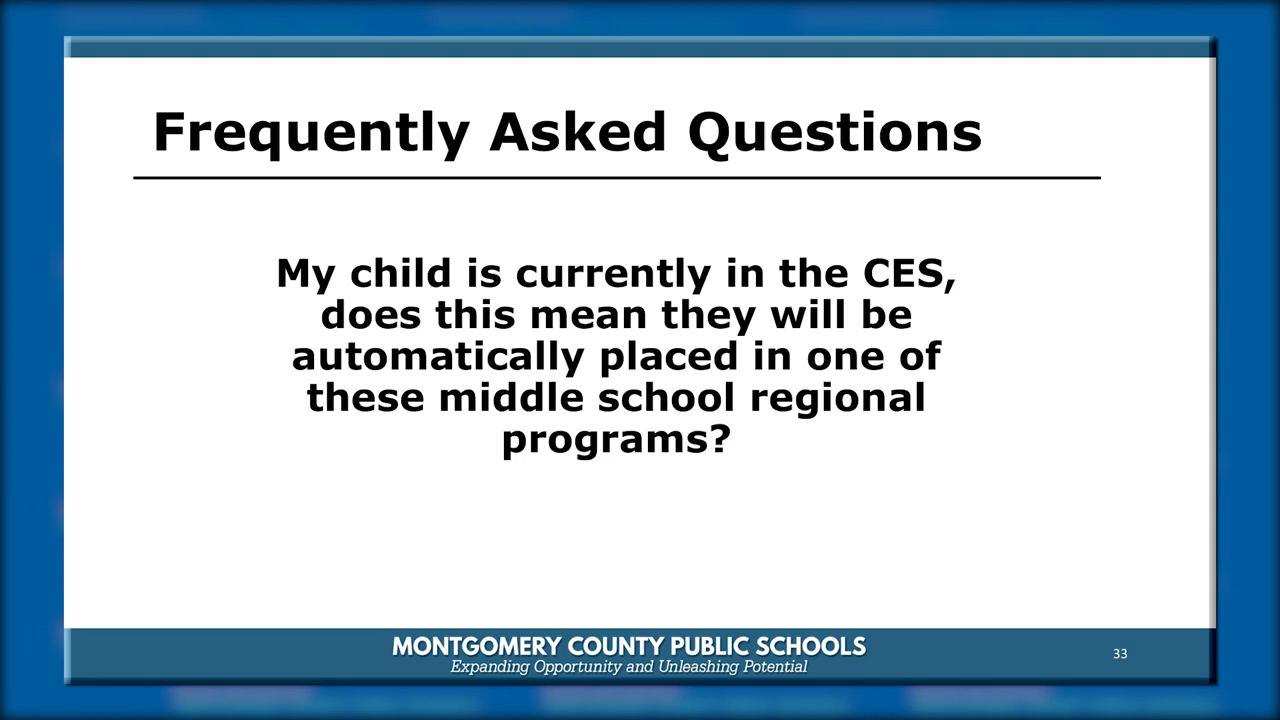 Frequently Asked Questions
My child is currently in the CES,
does this mean they will be
automatically placed in one of
these middle school regional
programs?
MONTGOMERY COUNTY PUBLIC SCHOOLS
Expanding Opportunity and Unleashing Potential
33